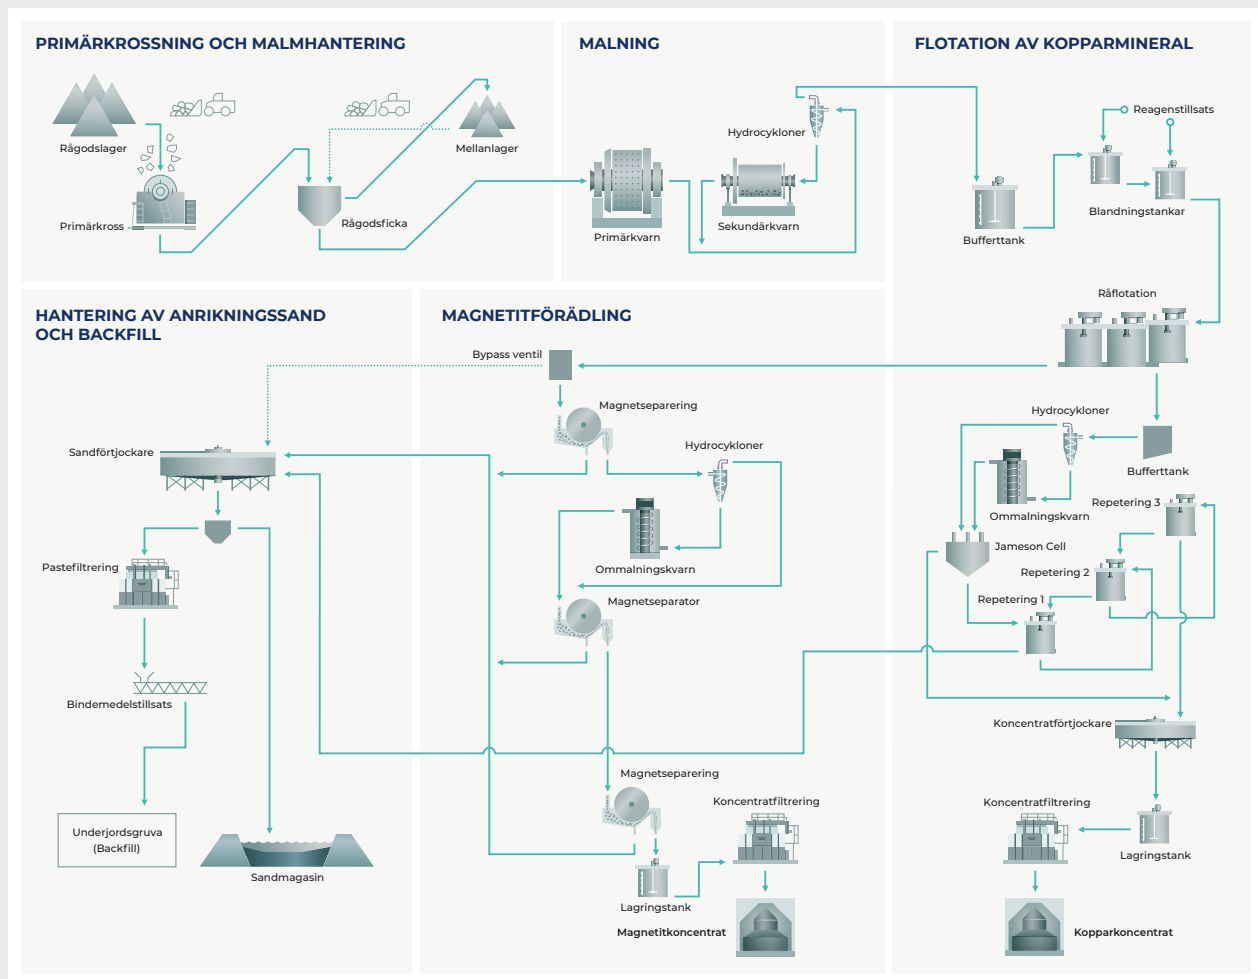 PRIMÄRKROSSNING OCH MALMHANTERING
Rågodslager
Mellanlager
Primärkross
Rågodsficka
MALNING
Hydrocykloner
Primärkvarn
Sekundärkvarn
FLOTATION AV KOPPARMINERAL
Reagenstillsats
Blandningstankar
Bufferttank
Råflotation
Hydrocykloner
Bufferttank
Ommalningskvarn
Repetering 3
Jameson Cell
Repetering 2
Repetering 1
Koncentratförtjockare
Koncentratfiltrering
Lagringstank
Kopparkoncentrat
HANTERING AV ANRIKNINGSSAND
OCH BACKFILL
Sandförtjockare
Pastefiltrering
Bindemedelstillsats
Underjordsgruva
(Backfill)
Sandmagasin
MAGNETITFÖRÄDLING
Bypass ventil
Magnetseparering
Hydrocykloner
Ommalningskvarn
Magnetseparator
Magnetseparering
Koncentratfiltrering
Lagringstank
Magnetitkoncentrat